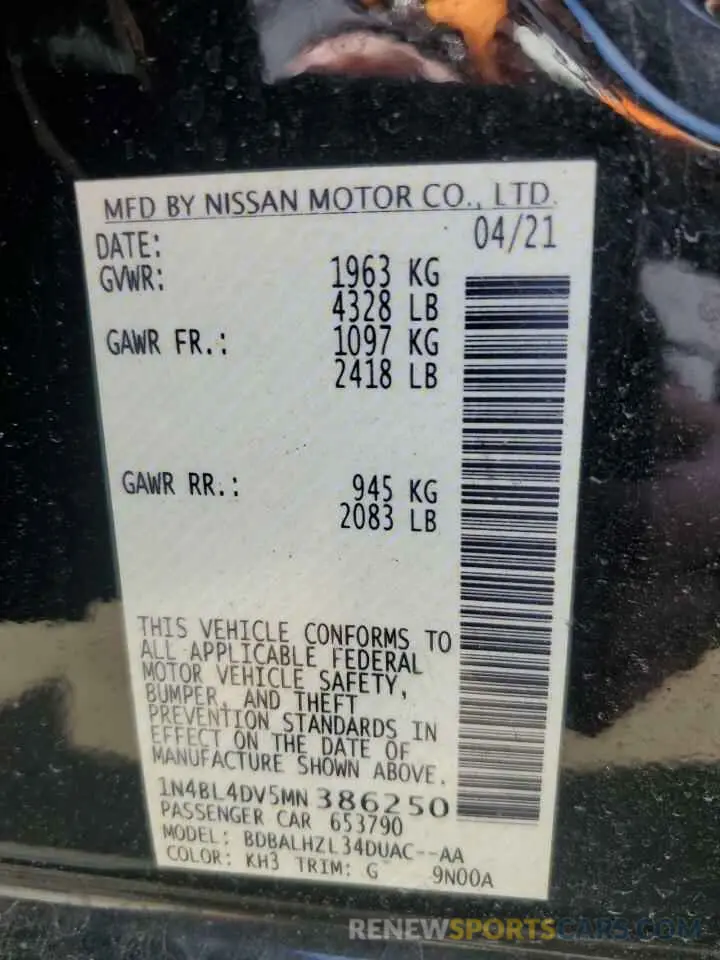 MFD BY NISSAN MOTOR CO., LTD.
DATE: 04/21
GVWR: 1963 KG
4328 LB
GAWR FR.: 1097 KG
2418 LB
GAWR RR.: 945 KG
2083 LB
THIS VEHICLE CONFORMS TO
ALL APPLICABLE FEDERAL
MOTOR VEHICLE SAFETY,
BUMPER, AND THEFT
PREVENTION STANDARDS IN
EFFECT ON THE DATE OF
MANUFACTURE SHOWN ABOVE.
1N4BL4DV5MN 386250
PASSENGER CAR 653790
MODEL: BDBALHZL34DUAC--AA
COLOR: KH3 TRIM: G 9N00A
RENEWSPORTSCARS.COM